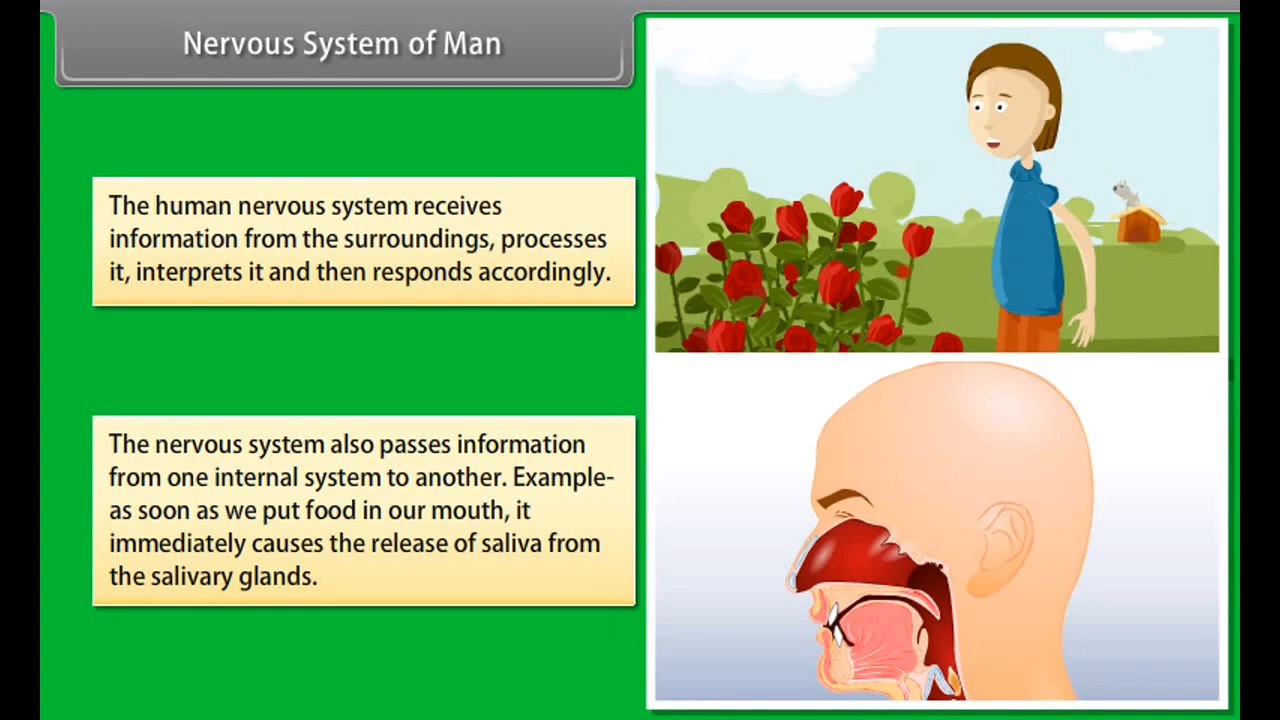 Nervous System of Man
The human nervous system receives
information from the surroundings, processes
it, interprets it and then responds accordingly.
The nervous system also passes information
from one internal system to another. Example-
as soon as we put food in our mouth, it
immediately causes the release of saliva from
the salivary glands.